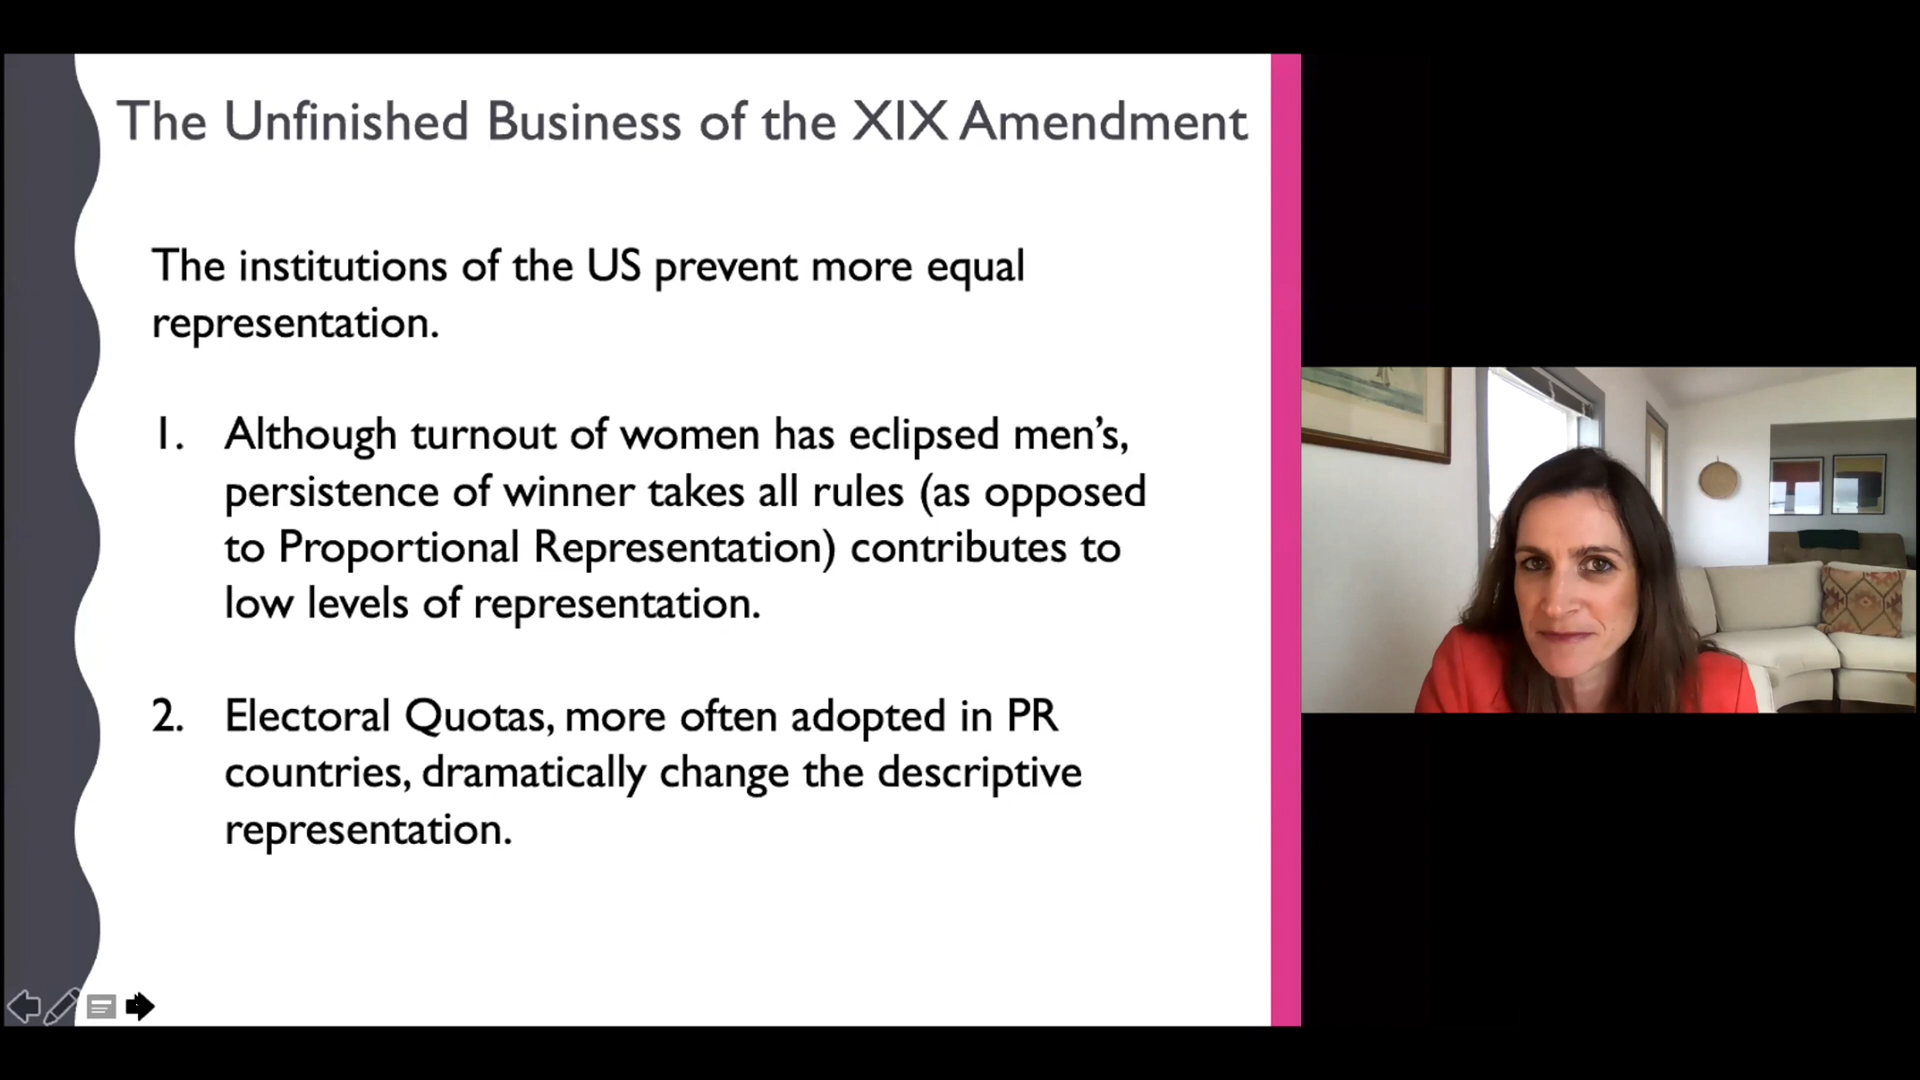 The Unfinished Business of the XIX Amendment
The institutions of the US prevent more equal
representation.
1. Although turnout of women has eclipsed men’s,
persistence of winner takes all rules (as opposed
to Proportional Representation) contributes to
low levels of representation.
2. Electoral Quotas, more often adopted in PR
countries, dramatically change the descriptive
representation.